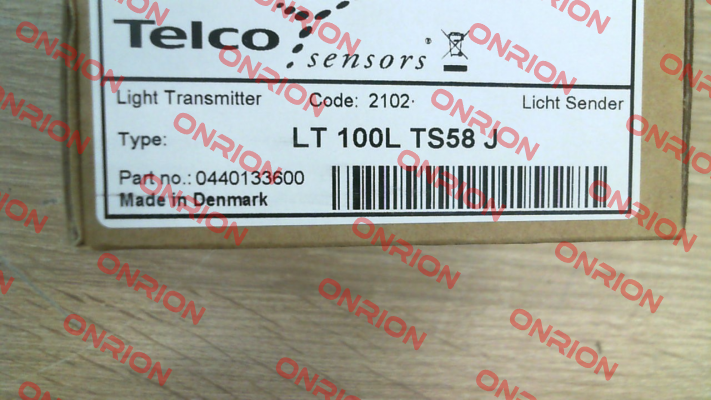 Telco
sensors
Light Transmitter Code: 2102· Licht Sender
Type: LT 100L TS58 J
Part no.: 0440133600
Made in Denmark
ONRION